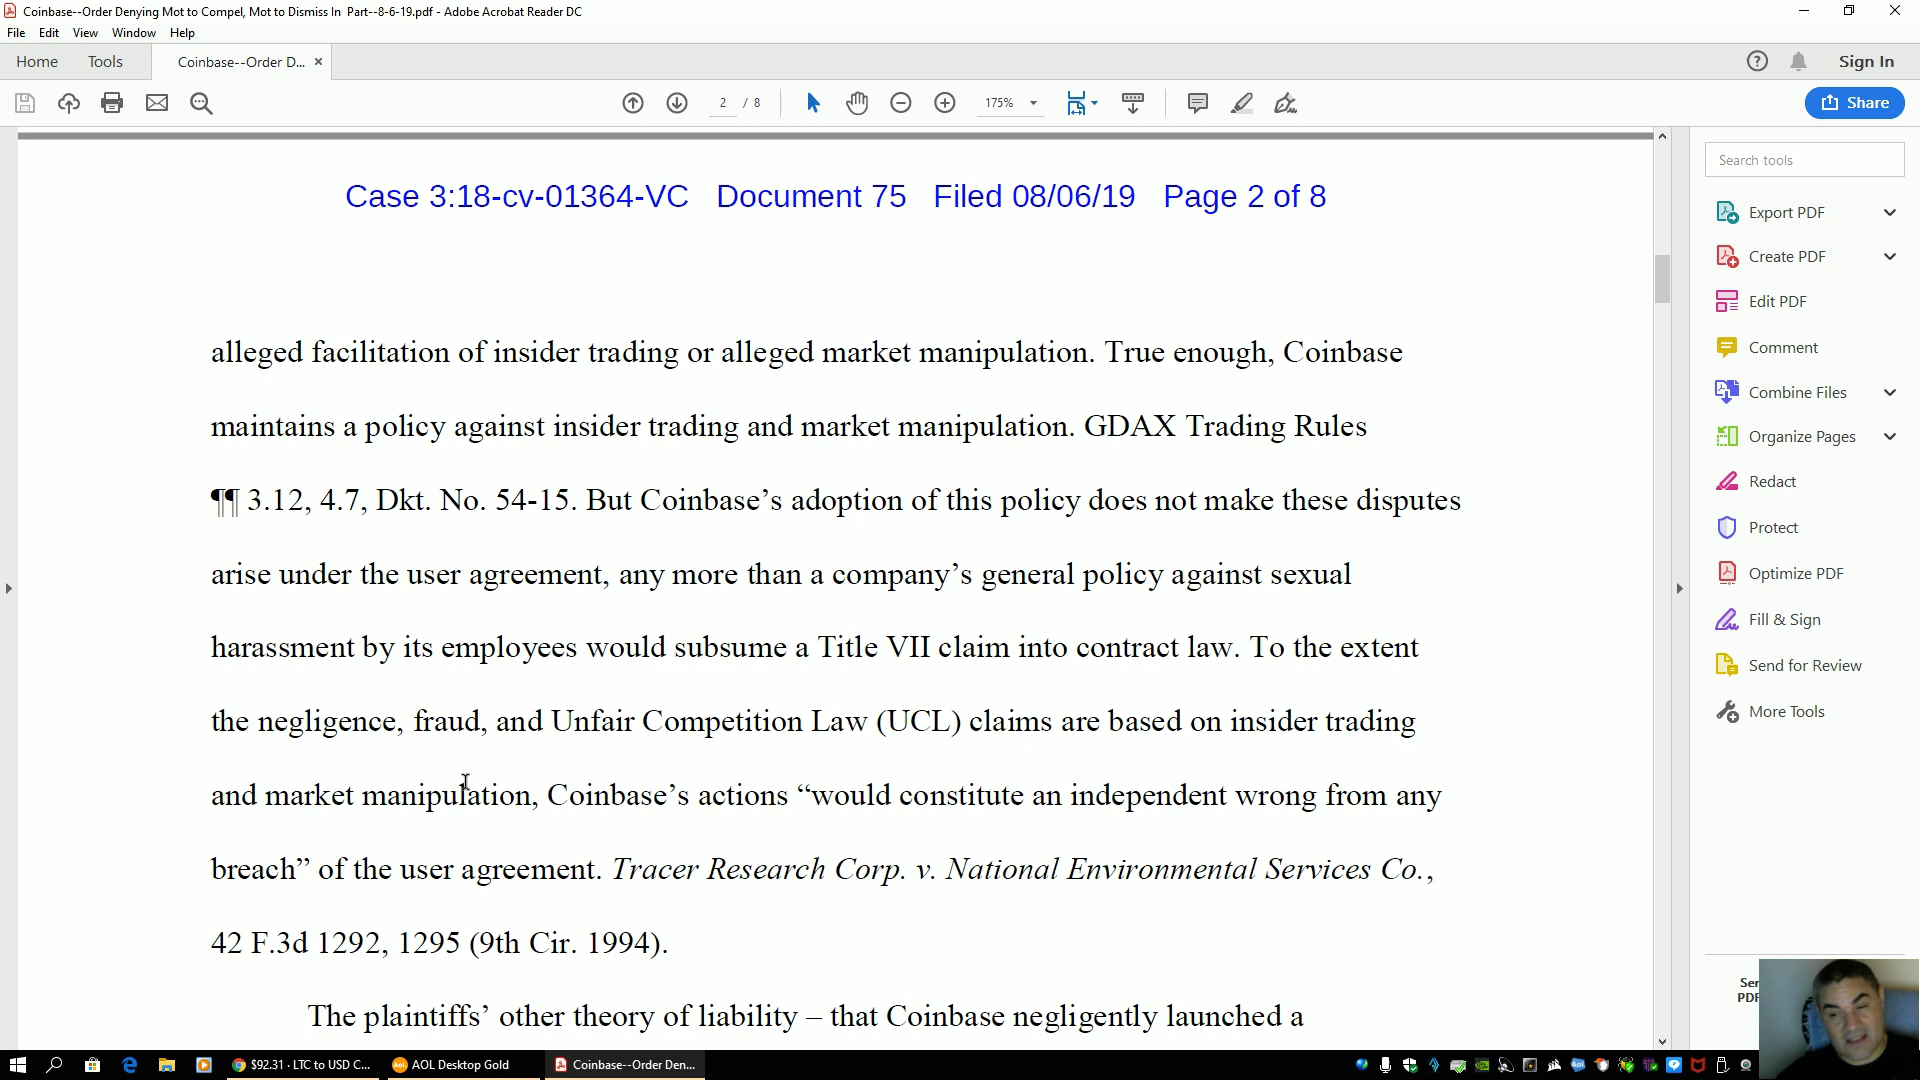 Coinbase--Order Denying Mot to Compel, Mot to Dismiss In Part--8-6-19.pdf - Adobe Acrobat Reader DC
File Edit View Window Help
Home Tools Coinbase--Order D... ×
Sign In
2 / 8 175% Share
Search tools
Export PDF
Create PDF
Edit PDF
Comment
Combine Files
Organize Pages
Redact
Protect
Optimize PDF
Fill & Sign
Send for Review
More Tools
Case 3:18-cv-01364-VC Document 75 Filed 08/06/19 Page 2 of 8
alleged facilitation of insider trading or alleged market manipulation. True enough, Coinbase
maintains a policy against insider trading and market manipulation. GDAX Trading Rules
¶¶ 3.12, 4.7, Dkt. No. 54-15. But Coinbase’s adoption of this policy does not make these disputes
arise under the user agreement, any more than a company’s general policy against sexual
harassment by its employees would subsume a Title VII claim into contract law. To the extent
the negligence, fraud, and Unfair Competition Law (UCL) claims are based on insider trading
and market manipulation, Coinbase’s actions “would constitute an independent wrong from any
breach” of the user agreement. Tracer Research Corp. v. National Environmental Services Co.,
42 F.3d 1292, 1295 (9th Cir. 1994).
The plaintiffs’ other theory of liability – that Coinbase negligently launched a
$92.31 - LTC to USD C... AOL Desktop Gold Coinbase--Order Den...